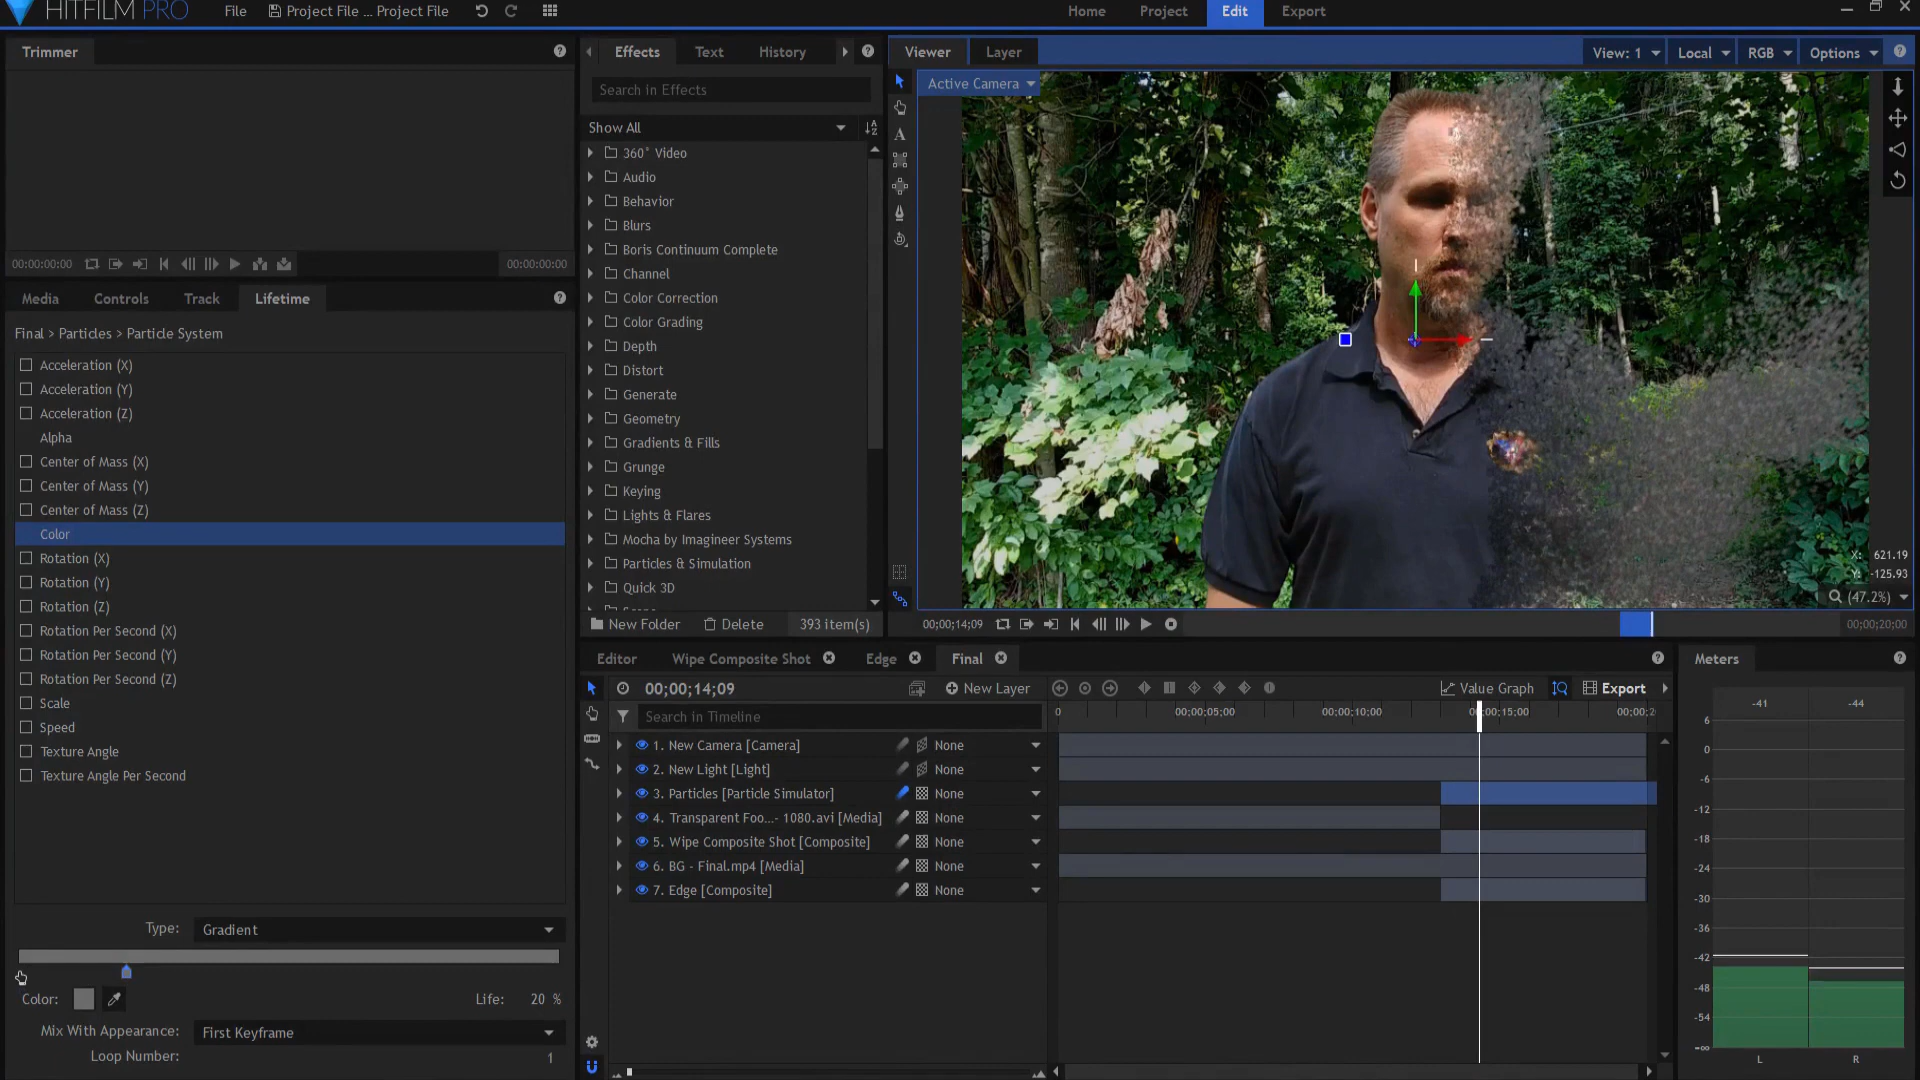 HITFILM PRO
File
Project File ... Project File
Home
Project
Edit
Export
Trimmer
00:00:00:00
00:00:00:00
Media
Controls
Track
Lifetime
Final > Particles > Particle System
Acceleration (X)
Acceleration (Y)
Acceleration (Z)
Alpha
Center of Mass (X)
Center of Mass (Y)
Center of Mass (Z)
Color
Rotation (X)
Rotation (Y)
Rotation (Z)
Rotation Per Second (X)
Rotation Per Second (Y)
Rotation Per Second (Z)
Scale
Speed
Texture Angle
Texture Angle Per Second
Type:
Gradient
Color:
Life: 20 %
Mix With Appearance:
First Keyframe
Loop Number:
1
Effects
Text
History
Search in Effects
Show All
360° Video
Audio
Behavior
Blurs
Boris Continuum Complete
Channel
Color Correction
Color Grading
Depth
Distort
Generate
Geometry
Gradients & Fills
Grunge
Keying
Lights & Flares
Mocha by Imagineer Systems
Particles & Simulation
Quick 3D
New Folder
Delete
393 item(s)
Viewer
Layer
View: 1
Local
RGB
Options
Active Camera
X: 621.19
Y: -125.93
(47.2%)
00;00;14;09
00;00;20;00
Editor
Wipe Composite Shot
Edge
Final
00;00;14;09
New Layer
Value Graph
Export
Search in Timeline
0
00;00;05;00
00;00;10;00
00;00;15;00
00;00;2
1. New Camera [Camera]
None
2. New Light [Light]
None
3. Particles [Particle Simulator]
None
4. Transparent Foo...- 1080.avi [Media]
None
5. Wipe Composite Shot [Composite]
None
6. BG - Final.mp4 [Media]
None
7. Edge [Composite]
None
Meters
-41
-44
6
0
-6
-12
-18
-24
-30
-36
-42
-48
-54
-∞
L
R